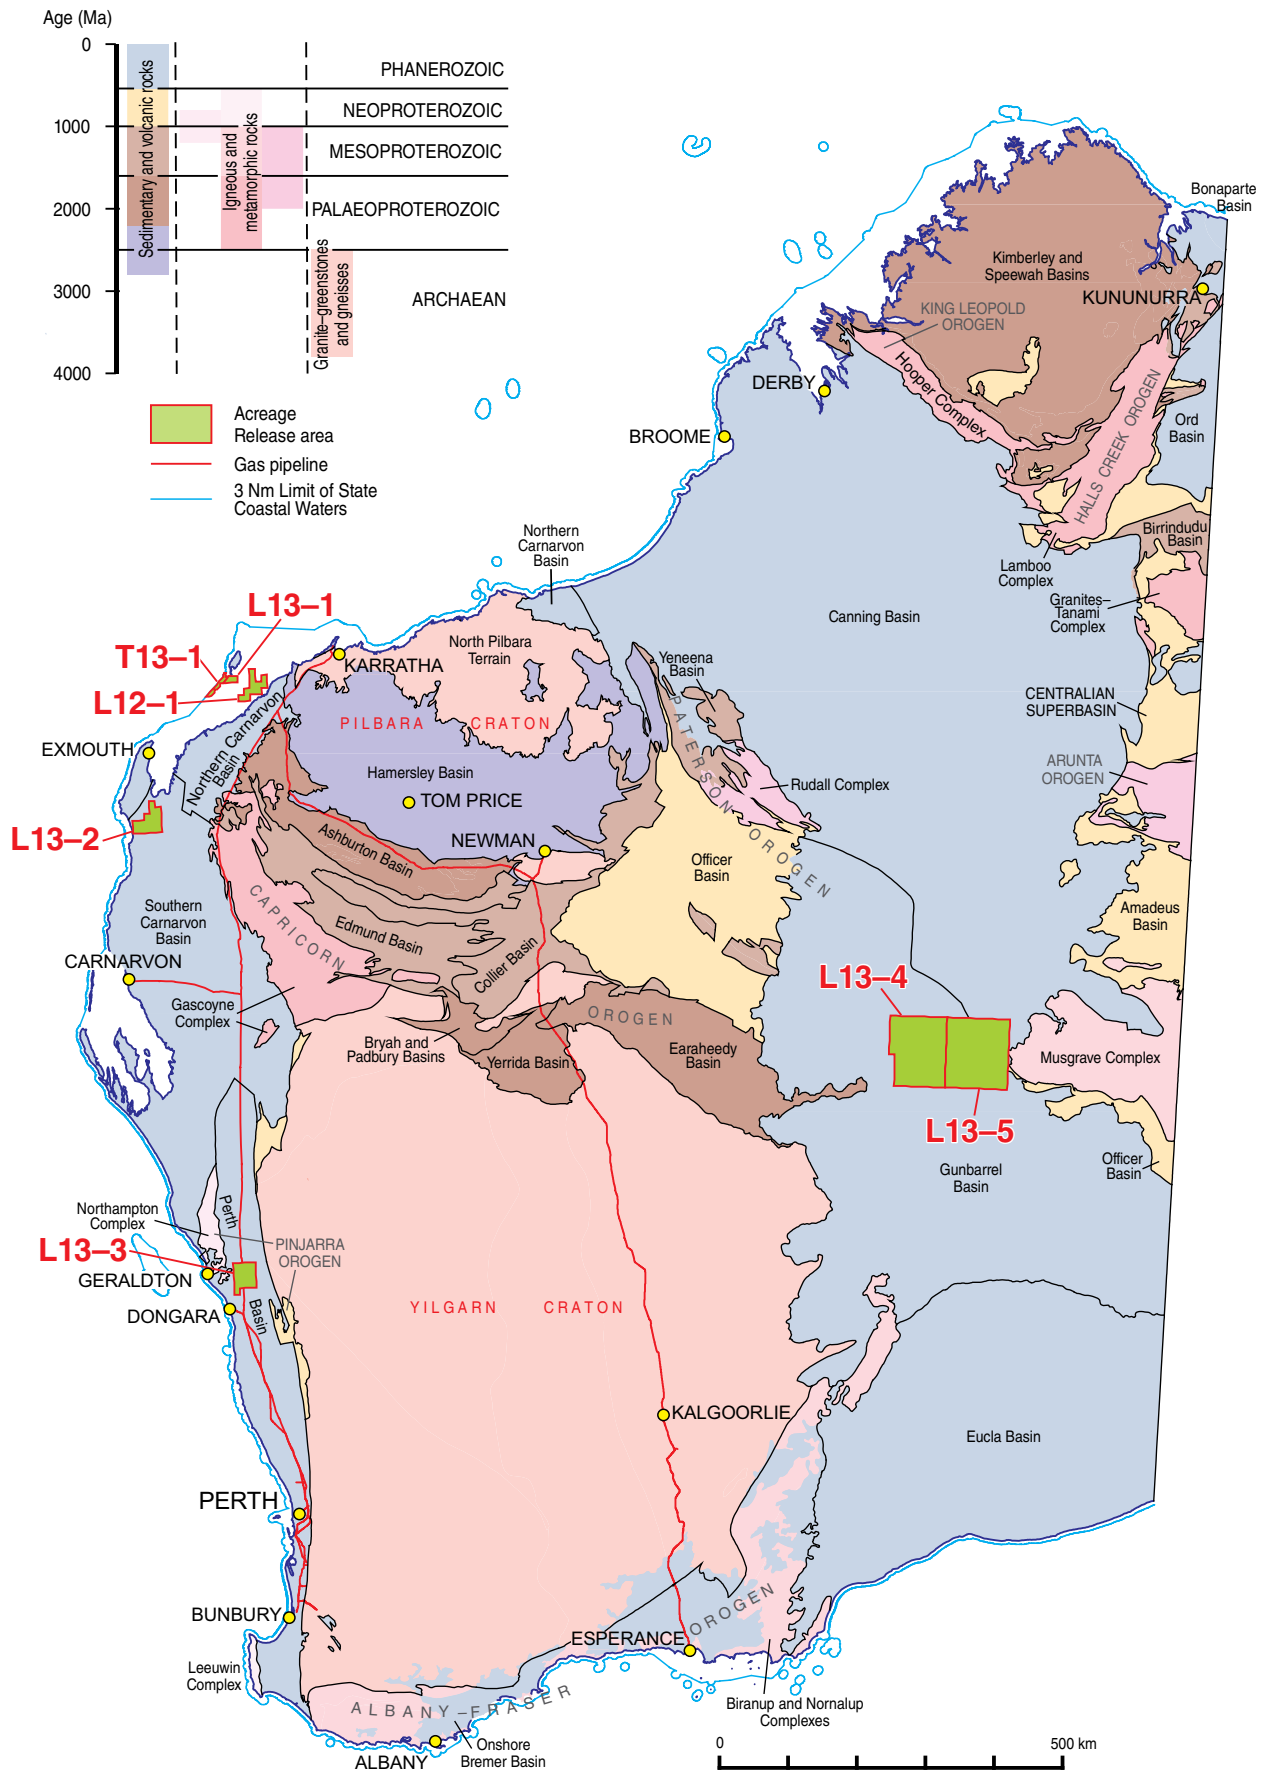 Age (Ma)
0
1000
2000
3000
4000
Sedimentary and volcanic rocks
Igneous and
metamorphic rocks
Granite–greenstones
and gneisses
PHANEROZOIC
NEOPROTEROZOIC
MESOPROTEROZOIC
PALAEOPROTEROZOIC
ARCHAEAN
Acreage
Release area
Gas pipeline
3 Nm Limit of State
Coastal Waters
Bonaparte
Basin
Kimberley and
Speewah Basins
KUNUNURRA
KING LEOPOLD
OROGEN
Hooper Complex
DERBY
HALLS CREEK OROGEN
Ord
Basin
BROOME
Northern
Carnarvon
Basin
Birrindudu
Basin
Lamboo
Complex
Granites–
Tanami
Complex
Canning Basin
L13–1
T13–1
L12–1
KARRATHA
North Pilbara
Terrain
Yeneena
Basin
CENTRALIAN
SUPERBASIN
PILBARA CRATON
PATERSON OROGEN
EXMOUTH
Northern Carnarvon
Basin
Hamersley Basin
TOM PRICE
Rudall Complex
ARUNTA
OROGEN
L13–2
NEWMAN
Ashburton Basin
Officer
Basin
Southern
Carnarvon
Basin
CAPRICORN
Edmund Basin
Collier Basin
Amadeus
Basin
CARNARVON
L13–4
Gascoyne
Complex
OROGEN
Bryah and
Padbury Basins
Yerrida Basin
Earaheedy
Basin
Musgrave Complex
L13–5
Gunbarrel
Basin
Officer
Basin
Northampton
Complex
Perth
Basin
L13–3
PINJARRA
OROGEN
GERALDTON
DONGARA
YILGARN CRATON
KALGOORLIE
Eucla Basin
PERTH
BUNBURY
ESPERANCE
OROGEN
Leeuwin
Complex
ALBANY–FRASER
Biranup and Nornalup
Complexes
Onshore
Bremer Basin
ALBANY
0
500 km